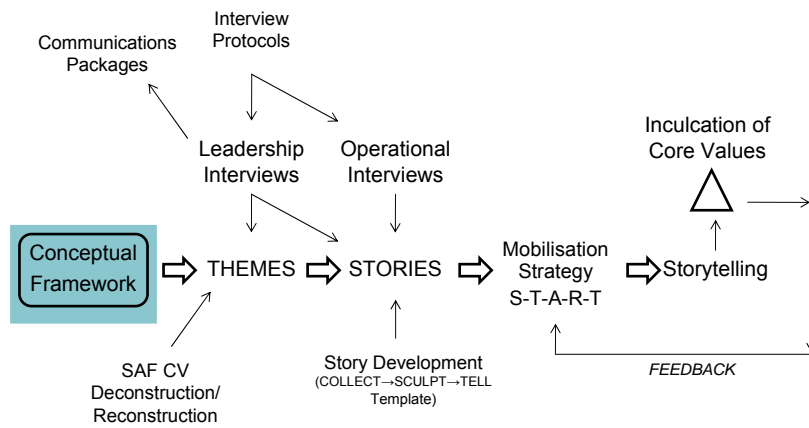 Interview
Protocols
Communications
Packages
Leadership
Interviews
Operational
Interviews
Inculcation of
Core Values
Conceptual
Framework
THEMES
STORIES
Mobilisation
Strategy
S-T-A-R-T
Storytelling
SAF CV
Deconstruction/
Reconstruction
Story Development
(COLLECT→SCULPT→TELL
Template)
FEEDBACK